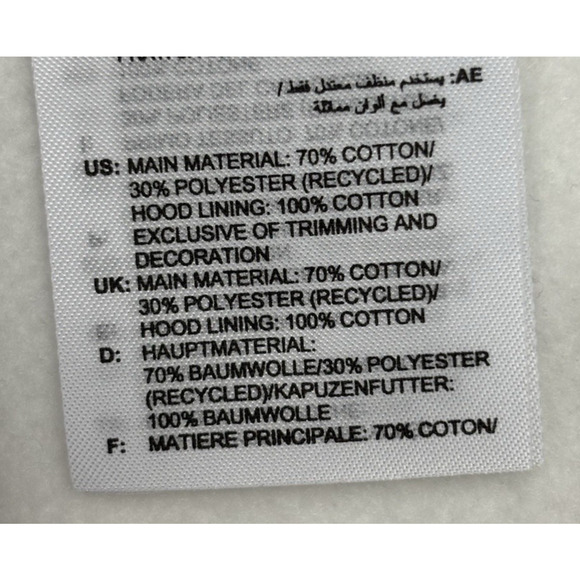 AE: يستخدم منظف معتدل فقط /
يغسل مع ألوان مماثلة
US: MAIN MATERIAL: 70% COTTON/
30% POLYESTER (RECYCLED)/
HOOD LINING: 100% COTTON
EXCLUSIVE OF TRIMMING AND
DECORATION
UK: MAIN MATERIAL: 70% COTTON/
30% POLYESTER (RECYCLED)/
HOOD LINING: 100% COTTON
D: HAUPTMATERIAL:
70% BAUMWOLLE/30% POLYESTER
(RECYCLED)/KAPUZENFUTTER:
100% BAUMWOLLE
F: MATIERE PRINCIPALE: 70% COTON/